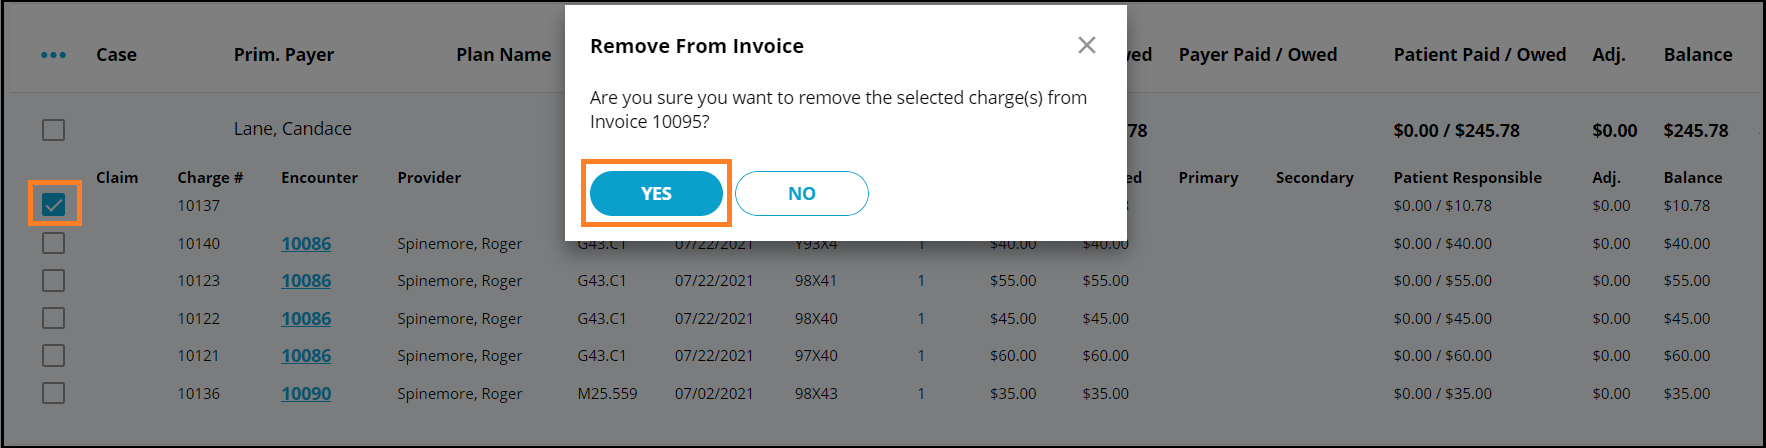 ••• Case Prim. Payer Plan Name Payer Paid / Owed Patient Paid / Owed Adj. Balance
Remove From Invoice
Are you sure you want to remove the selected charge(s) from
Invoice 10095?
YES NO
Lane, Candace $0.00 / $245.78 $0.00 $245.78
Claim Charge # Encounter Provider Primary Secondary Patient Responsible Adj. Balance
10137 $0.00 / $10.78 $0.00 $10.78
10140 10086 Spinemore, Roger G43.C1 07/22/2021 Y93X4 1 $40.00 $40.00 $0.00 / $40.00 $0.00 $40.00
10123 10086 Spinemore, Roger G43.C1 07/22/2021 98X41 1 $55.00 $55.00 $0.00 / $55.00 $0.00 $55.00
10122 10086 Spinemore, Roger G43.C1 07/22/2021 98X40 1 $45.00 $45.00 $0.00 / $45.00 $0.00 $45.00
10121 10086 Spinemore, Roger G43.C1 07/22/2021 97X40 1 $60.00 $60.00 $0.00 / $60.00 $0.00 $60.00
10136 10090 Spinemore, Roger M25.559 07/02/2021 98X43 1 $35.00 $35.00 $0.00 / $35.00 $0.00 $35.00